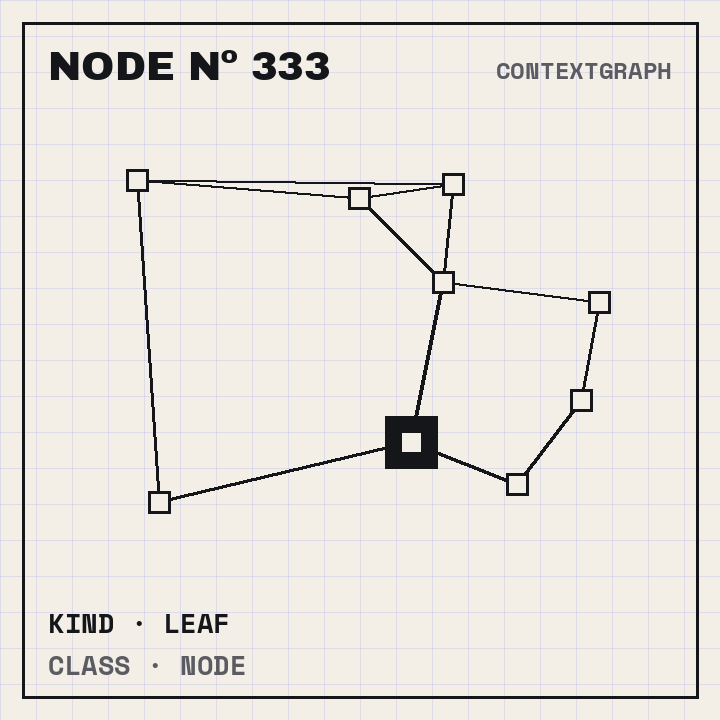 NODE Nº 333
CONTEXTGRAPH
KIND · LEAF
CLASS · NODE